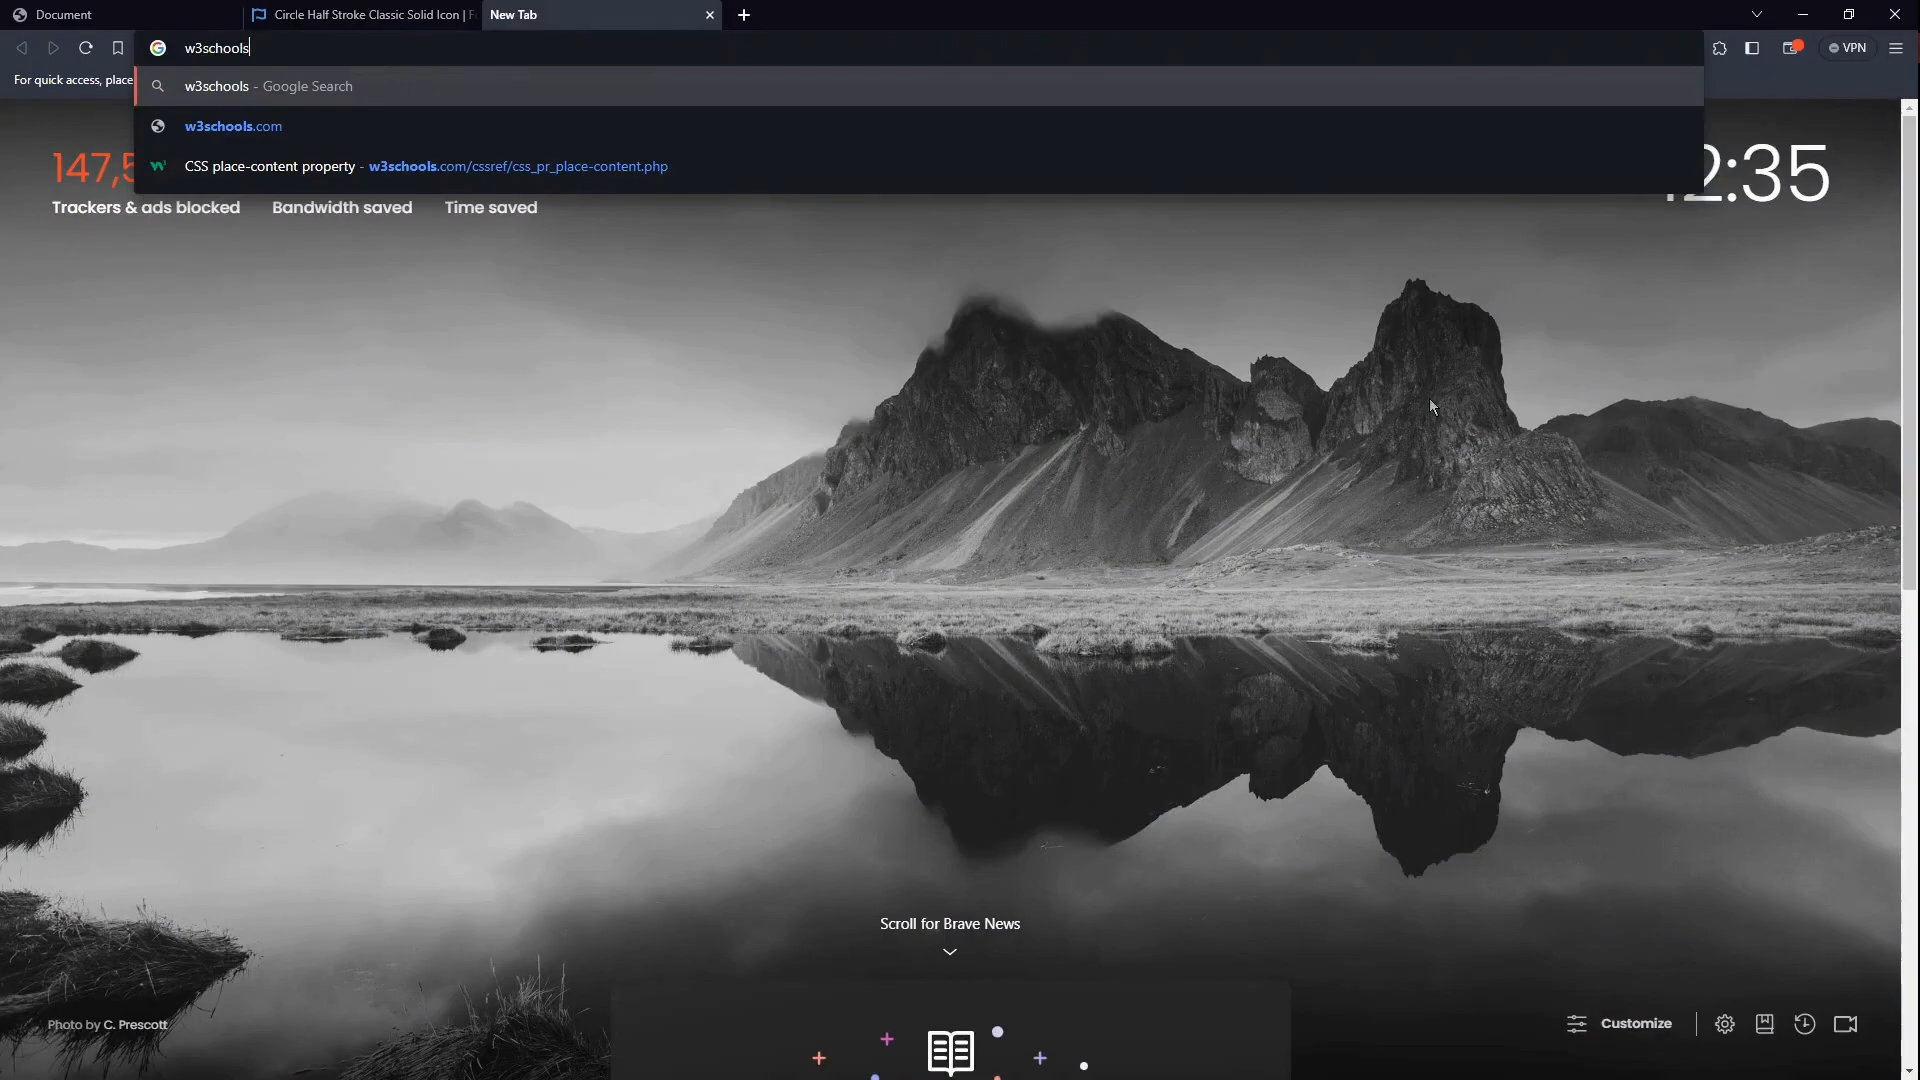 Document
Circle Half Stroke Classic Solid Icon | F
New Tab
w3schools
VPN
For quick access, place
w3schools - Google Search
w3schools.com
CSS place-content property - w3schools.com/cssref/css_pr_place-content.php
147,5
2:35
Trackers & ads blocked
Bandwidth saved
Time saved
Scroll for Brave News
Photo by C. Prescott
Customize